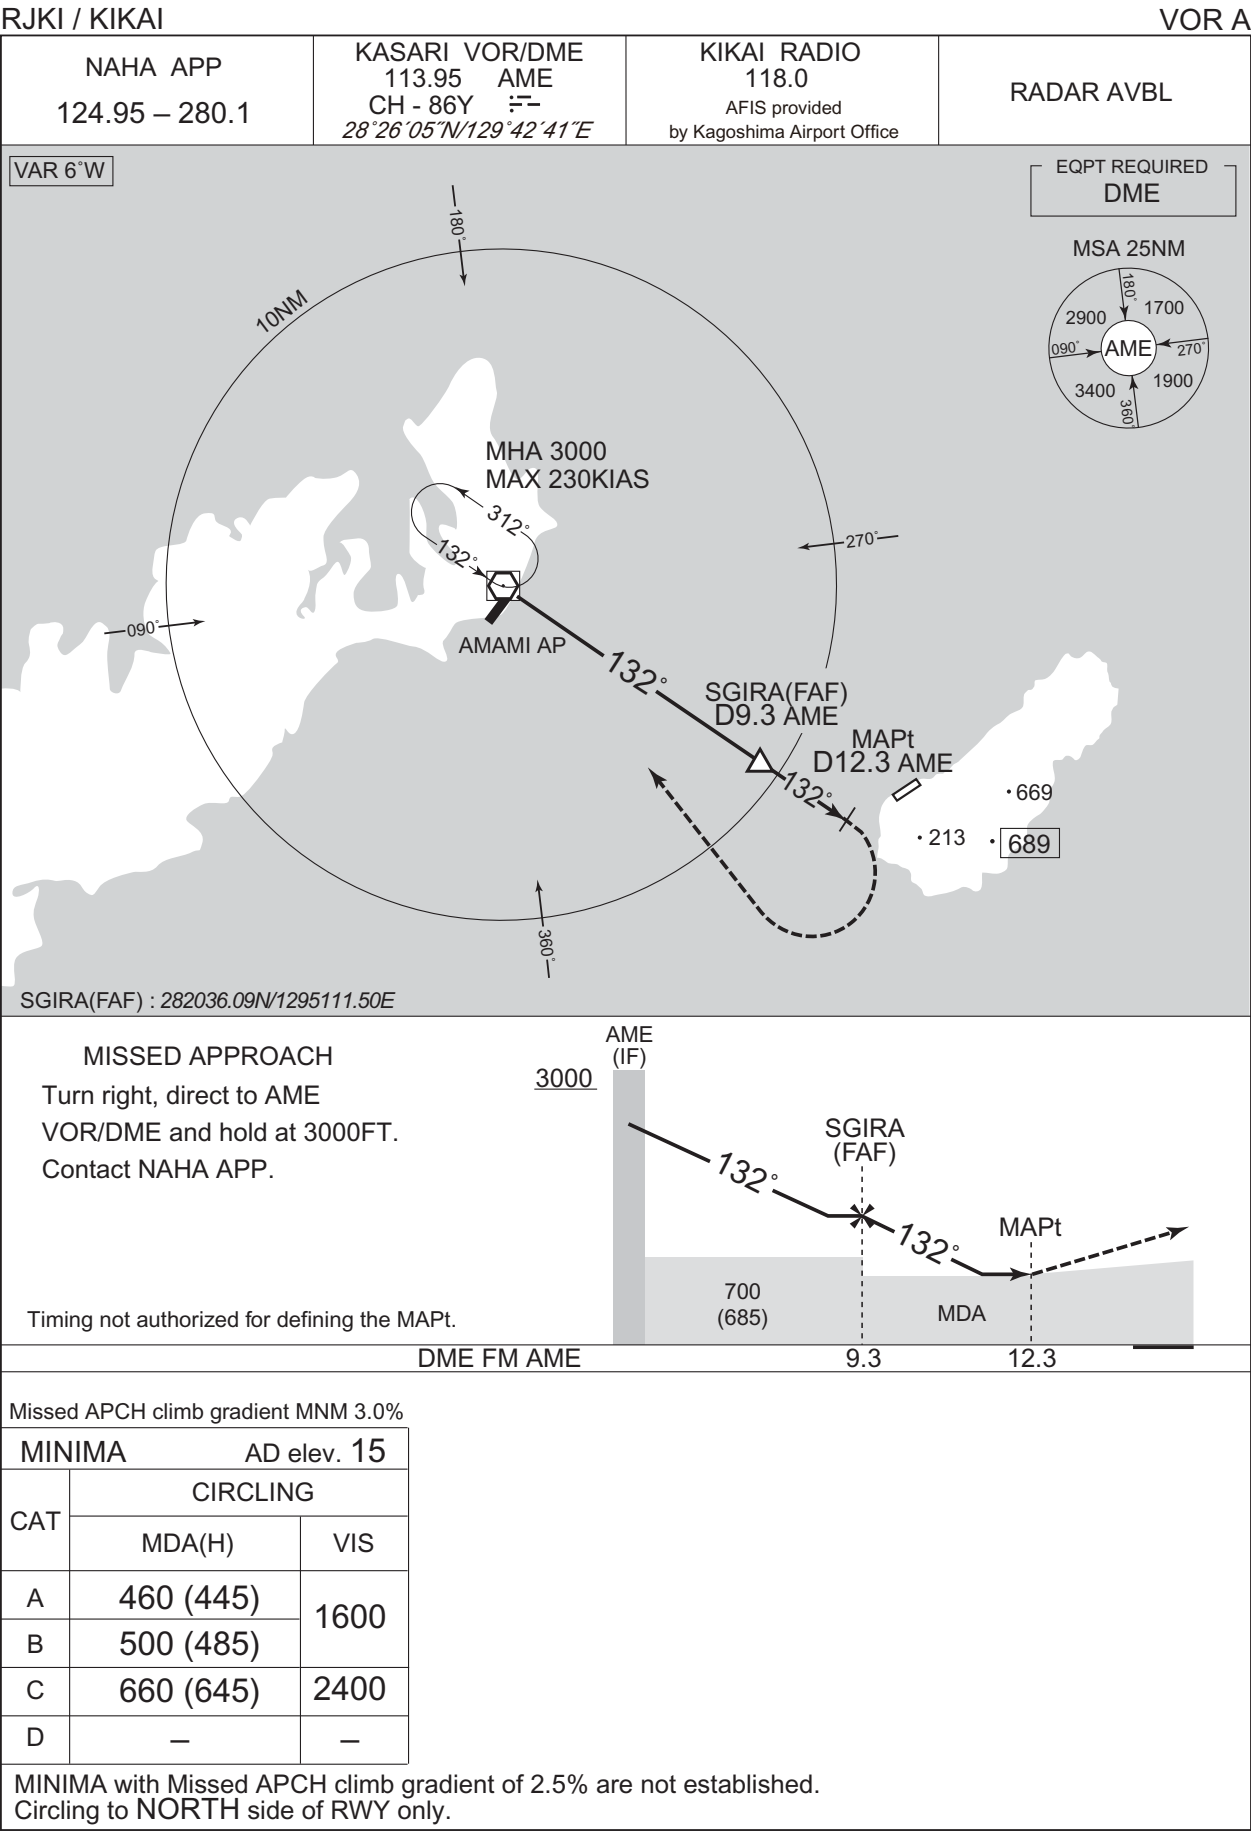 RJKI / KIKAI
VOR A
NAHA APP
124.95 – 280.1
KASARI VOR/DME
113.95 AME
CH - 86Y
28˚26´05˝N/129˚42´41˝E
KIKAI RADIO
118.0
AFIS provided
by Kagoshima Airport Office
RADAR AVBL
VAR 6˚W
EQPT REQUIRED
DME
MSA 25NM
180˚
2900
1700
090˚
AME
270˚
3400
1900
360˚
180˚
10NM
MHA 3000
MAX 230KIAS
312˚
132˚
270˚
090˚
AMAMI AP
132˚
SGIRA(FAF)
D9.3 AME
MAPt
D12.3 AME
132˚
669
213
689
360˚
SGIRA(FAF) : 282036.09N/1295111.50E
MISSED APPROACH
Turn right, direct to AME
VOR/DME and hold at 3000FT.
Contact NAHA APP.
Timing not authorized for defining the MAPt.
AME
(IF)
3000
SGIRA
(FAF)
132˚
132˚
MAPt
700
(685)
MDA
DME FM AME
9.3
12.3
Missed APCH climb gradient MNM 3.0%
MINIMA AD elev. 15
CAT
CIRCLING
MDA(H)
VIS
A
460 (445)
1600
B
500 (485)
C
660 (645)
2400
D
–
–
MINIMA with Missed APCH climb gradient of 2.5% are not established.
Circling to NORTH side of RWY only.